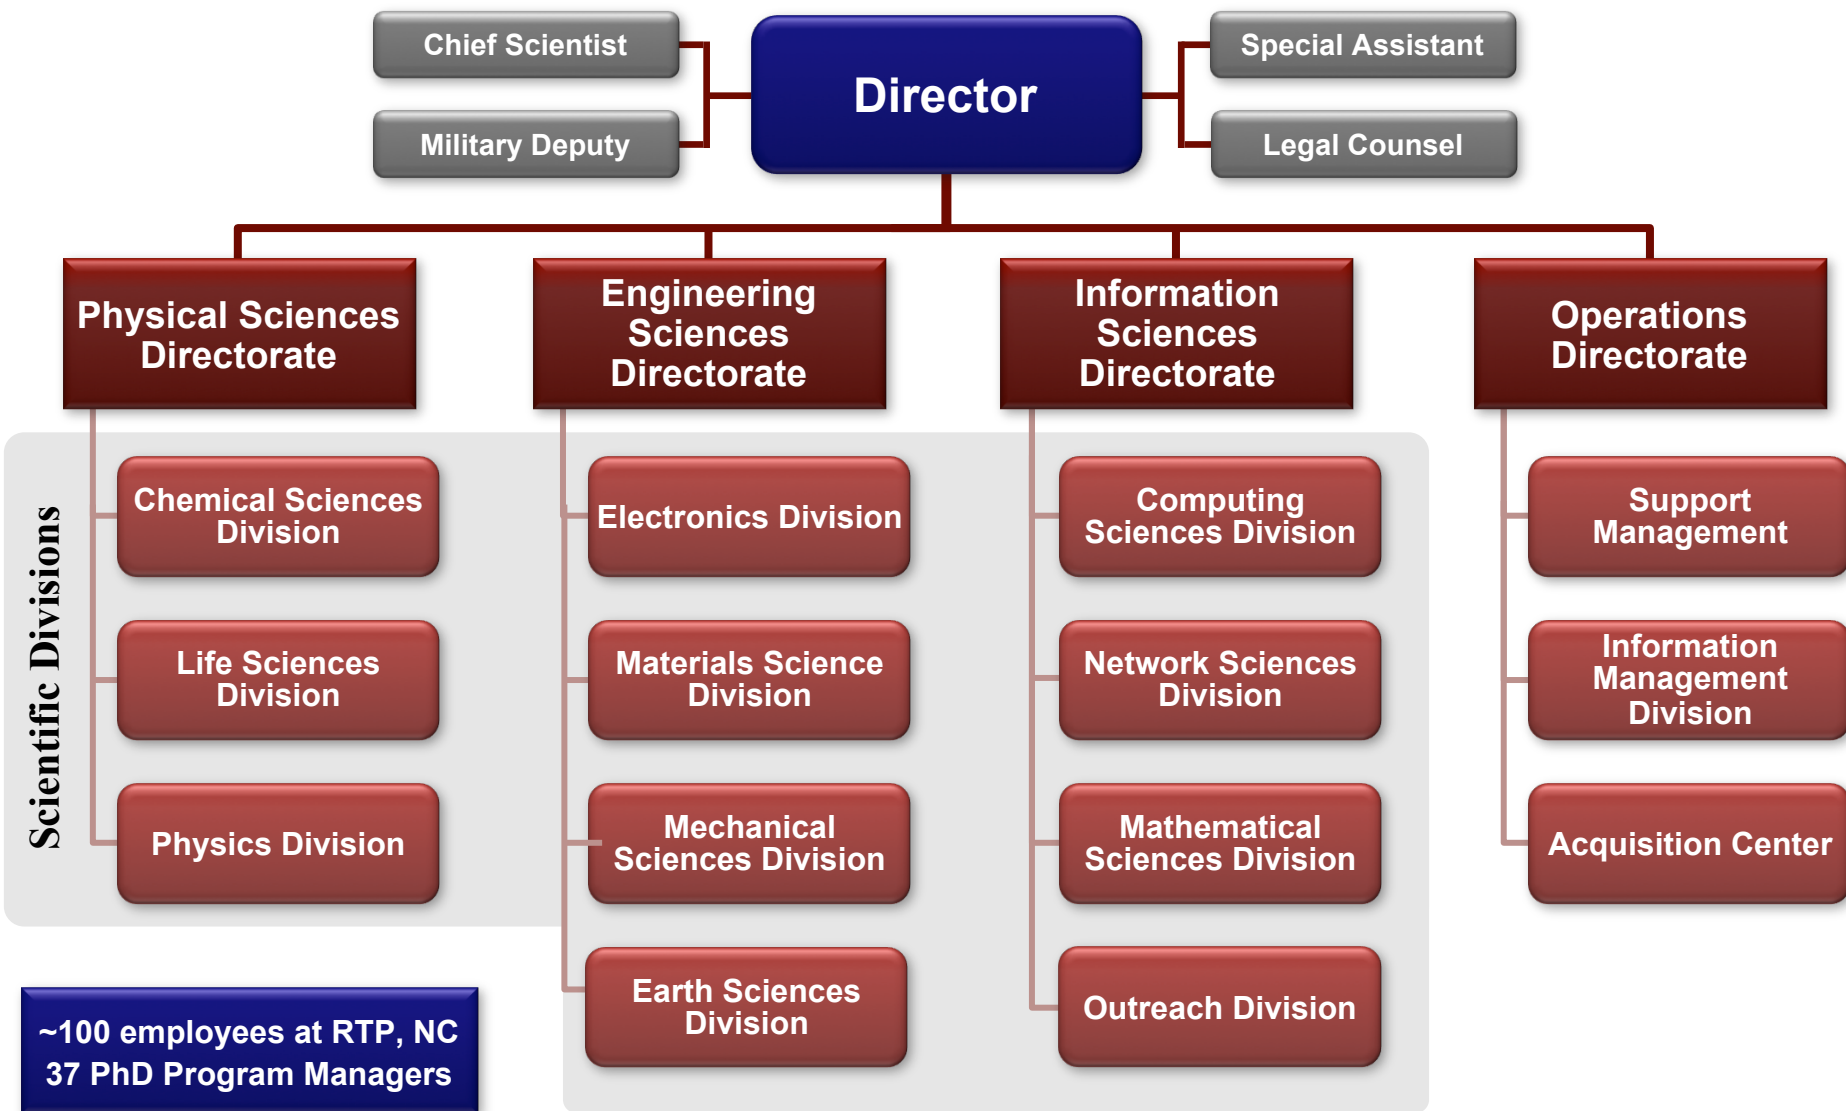 Chief Scientist
Military Deputy
Director
Special Assistant
Legal Counsel
Physical Sciences
Directorate
Engineering
Sciences
Directorate
Information
Sciences
Directorate
Operations
Directorate
Scientific Divisions
Chemical Sciences
Division
Life Sciences
Division
Physics Division
Electronics Division
Materials Science
Division
Mechanical
Sciences Division
Earth Sciences
Division
Computing
Sciences Division
Network Sciences
Division
Mathematical
Sciences Division
Outreach Division
Support
Management
Information
Management
Division
Acquisition Center
~100 employees at RTP, NC
37 PhD Program Managers